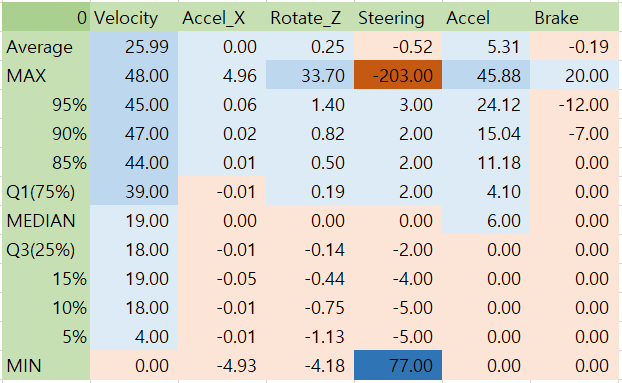 0 Velocity Accel_X Rotate_Z Steering Accel Brake
Average 25.99 0.00 0.25 -0.52 5.31 -0.19
MAX 48.00 4.96 33.70 -203.00 45.88 20.00
95% 45.00 0.06 1.40 3.00 24.12 -12.00
90% 47.00 0.02 0.82 2.00 15.04 -7.00
85% 44.00 0.01 0.50 2.00 11.18 0.00
Q1(75%) 39.00 -0.01 0.19 2.00 4.10 0.00
MEDIAN 19.00 0.00 0.00 0.00 6.00 0.00
Q3(25%) 18.00 -0.01 -0.14 -2.00 0.00 0.00
15% 19.00 -0.05 -0.44 -4.00 0.00 0.00
10% 18.00 -0.01 -0.75 -5.00 0.00 0.00
5% 4.00 -0.01 -1.13 -5.00 0.00 0.00
MIN 0.00 -4.93 -4.18 77.00 0.00 0.00